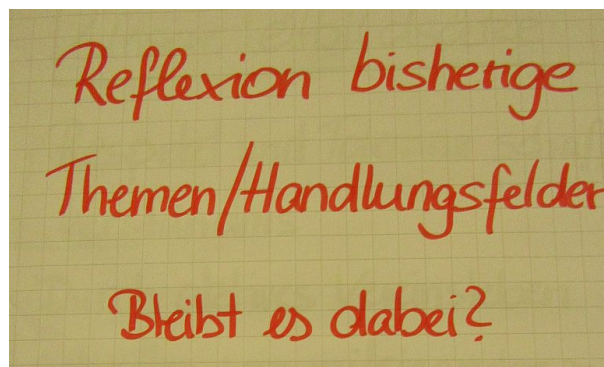 Reflexion bisherige
Themen/Handlungsfelder
Bleibt es dabei?